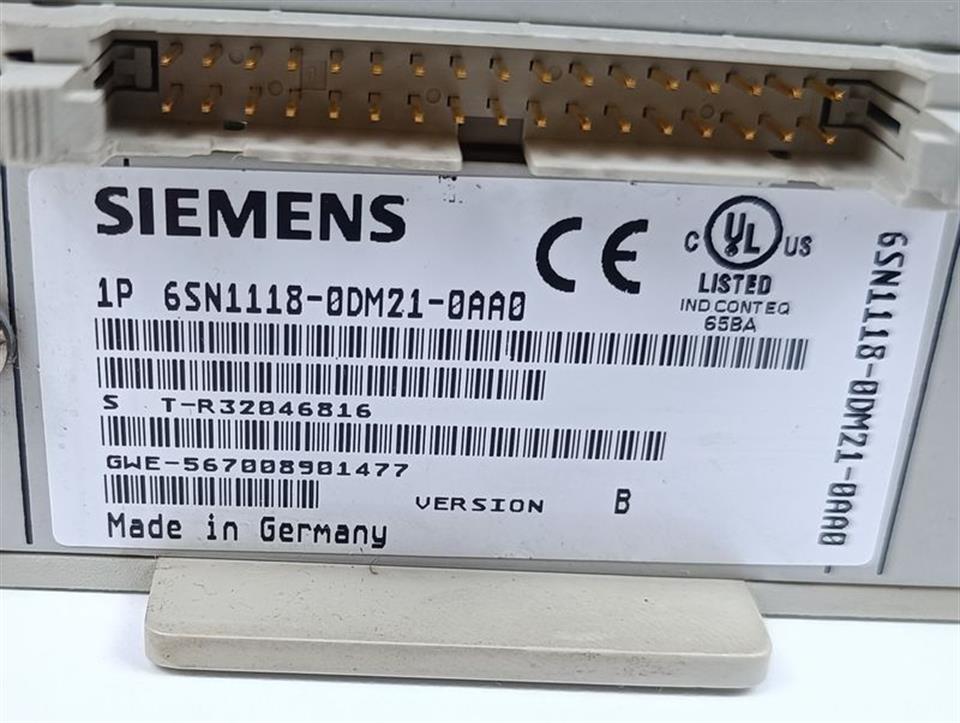 SIEMENS
CE
C UL US
LISTED
IND CONT EQ
65BA
1P 6SN1118-0DM21-0AA0
S T-R32046816
GWE-567008901477
VERSION B
Made in Germany
6SN1118-0DM21-0AA0